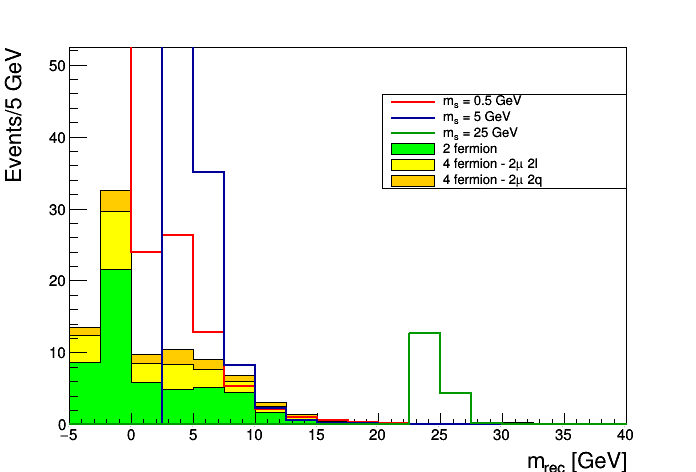 Events/5 GeV
50
40
30
20
10
0
−5 0 5 10 15 20 25 30 35 40
m_rec [GeV]
m_s = 0.5 GeV
m_s = 5 GeV
m_s = 25 GeV
2 fermion
4 fermion - 2μ 2l
4 fermion - 2μ 2q